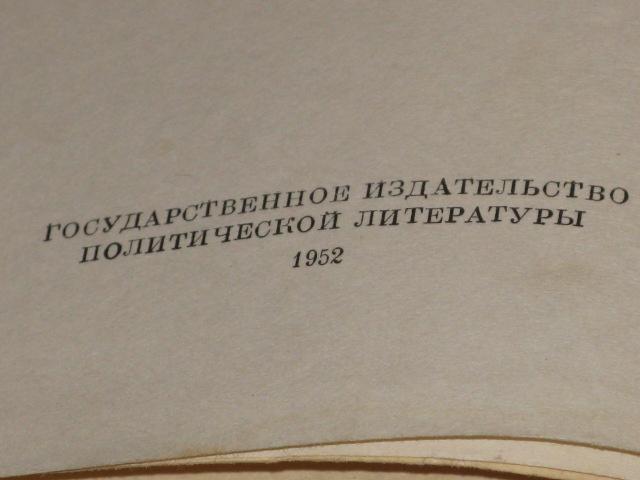 ГОСУДАРСТВЕННОЕ ИЗДАТЕЛЬСТВО
ПОЛИТИЧЕСКОЙ ЛИТЕРАТУРЫ
1952